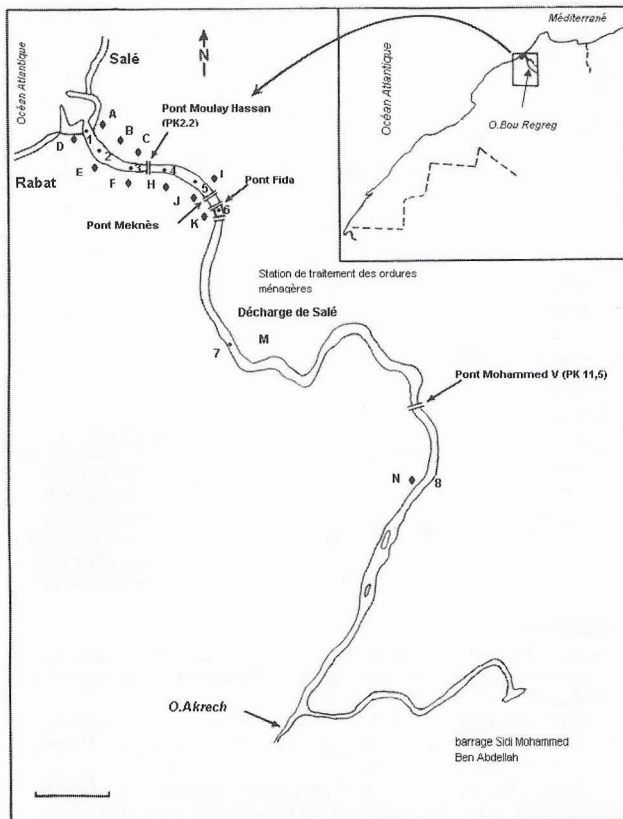 Océan Atlantique
Salé
N
Pont Moulay Hassan
(PK2.2)
A
B
C
D
1
2
E
3
4
F
H
5
I
J
Pont Fida
K
6
Rabat
Pont Meknès
Méditerrané
Océan Atlantique
O.Bou Regreg
Station de traitement des ordures
ménagères
Décharge de Salé
M
7
Pont Mohammed V (PK 11,5)
N
8
O.Akrech
barrage Sidi Mohammed
Ben Abdellah